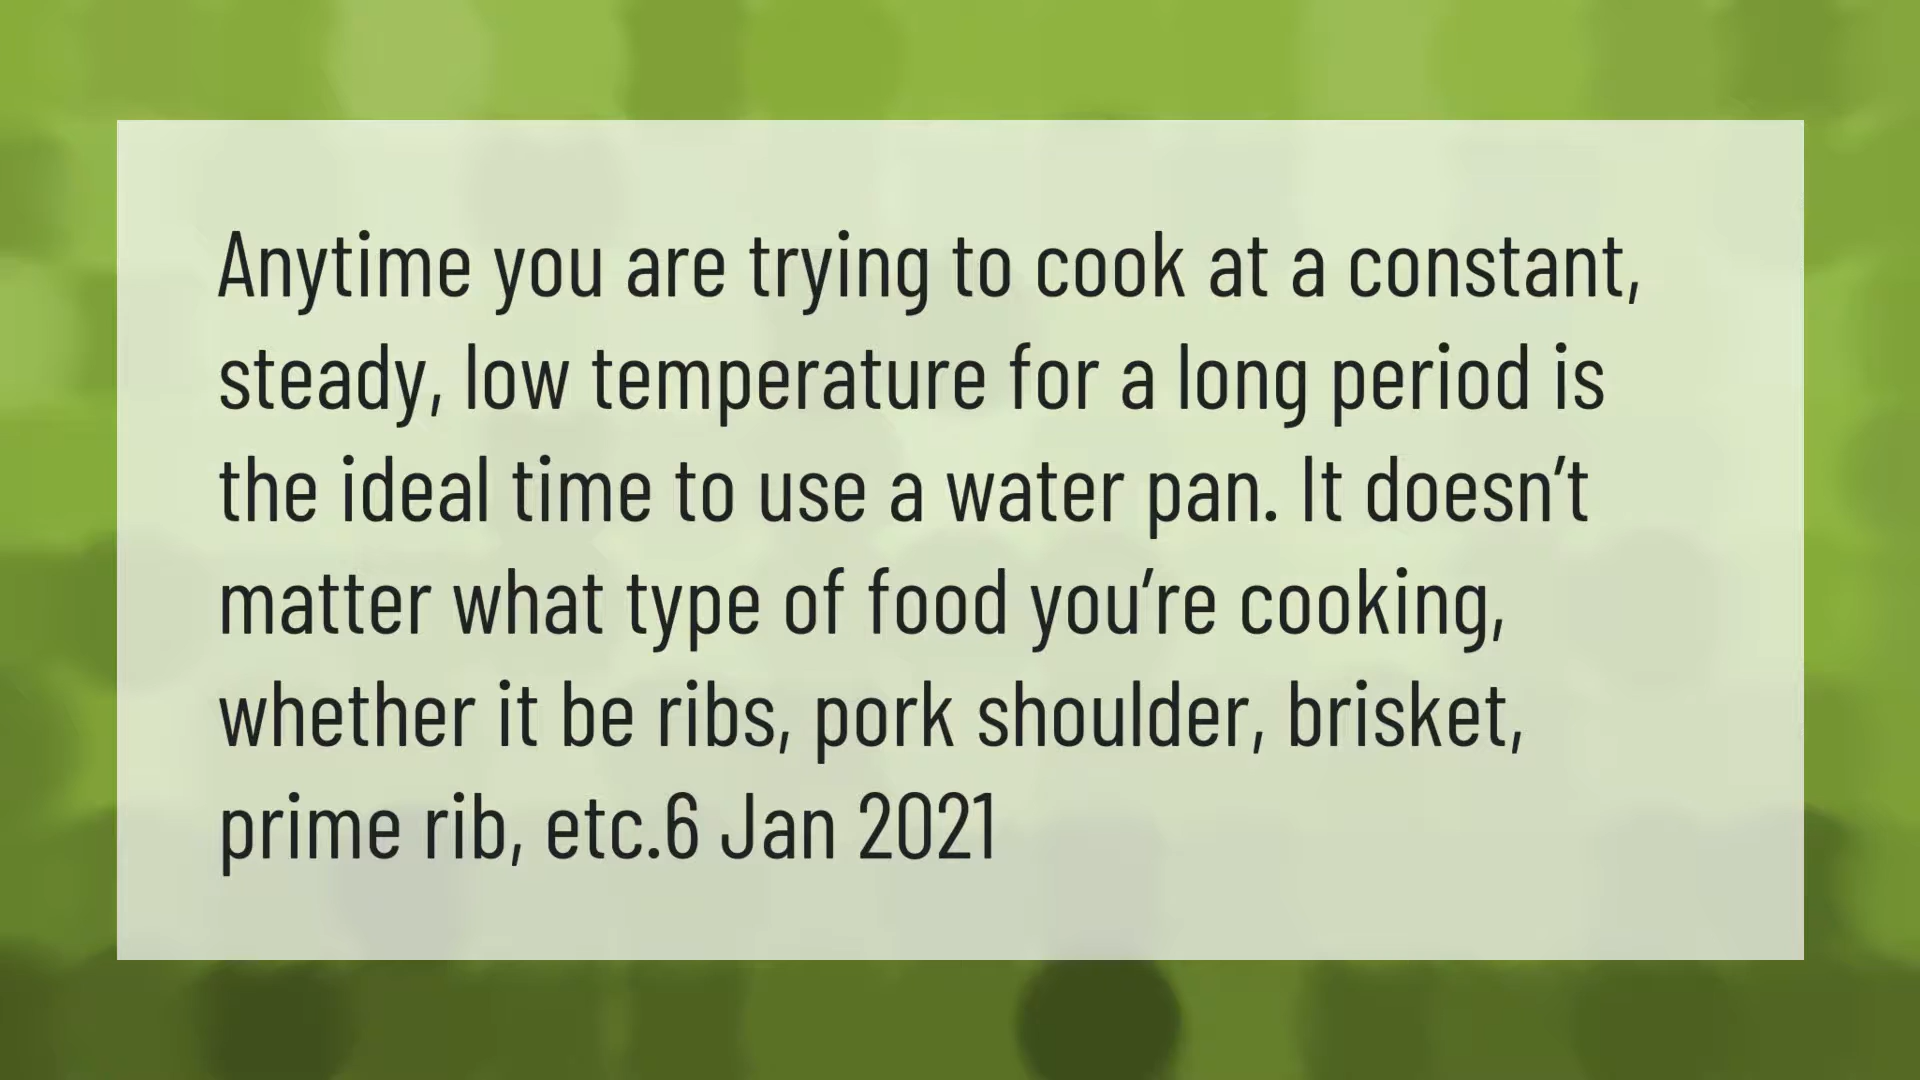 Anytime you are trying to cook at a constant,
steady, low temperature for a long period is
the ideal time to use a water pan. It doesn’t
matter what type of food you’re cooking,
whether it be ribs, pork shoulder, brisket,
prime rib, etc.6 Jan 2021